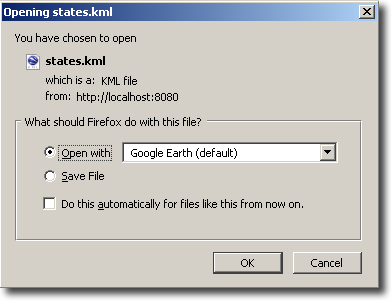 Opening states.kml
You have chosen to open
states.kml
which is a: KML file
from: http://localhost:8080
What should Firefox do with this file?
Open with Google Earth (default)
Save File
Do this automatically for files like this from now on.
OK Cancel